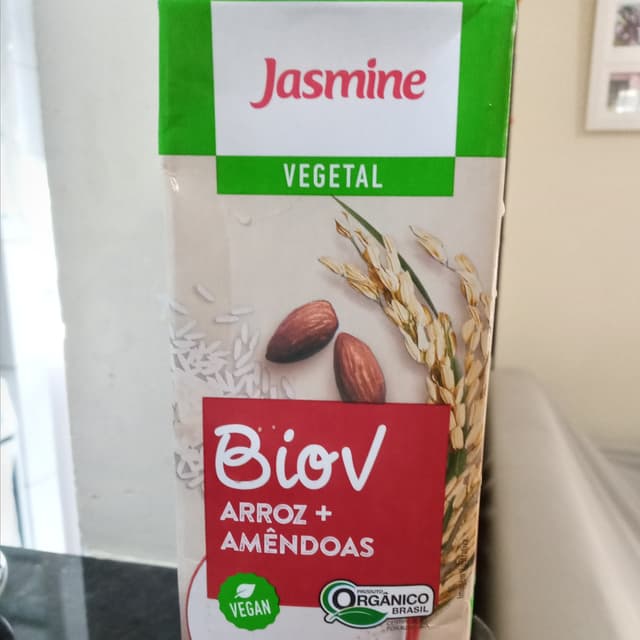 Jasmine
VEGETAL
BioV
ARROZ +
AMÊNDOAS
VEGAN
PRODUTO
ORGÂNICO
BRASIL